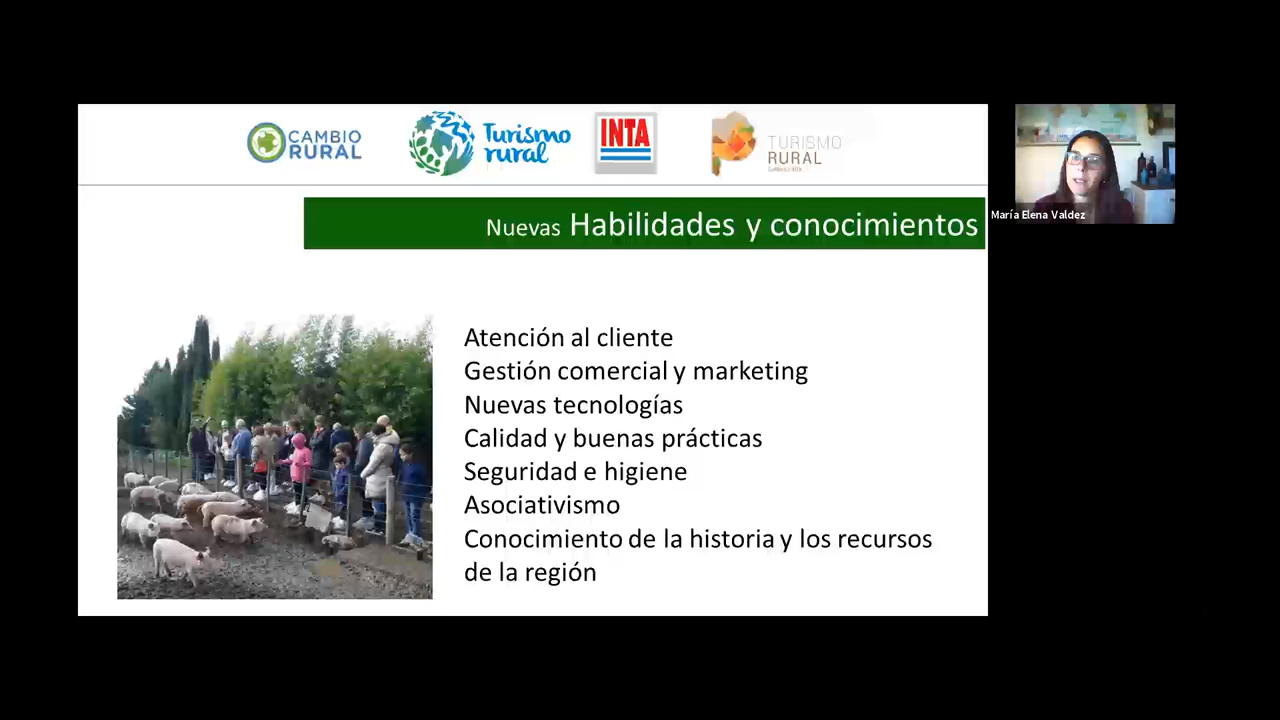 CAMBIO
RURAL
Turismo
rural
INTA
TURISMO
RURAL
Nuevas Habilidades y conocimientos
María Elena Valdez
Atención al cliente
Gestión comercial y marketing
Nuevas tecnologías
Calidad y buenas prácticas
Seguridad e higiene
Asociativismo
Conocimiento de la historia y los recursos
de la región